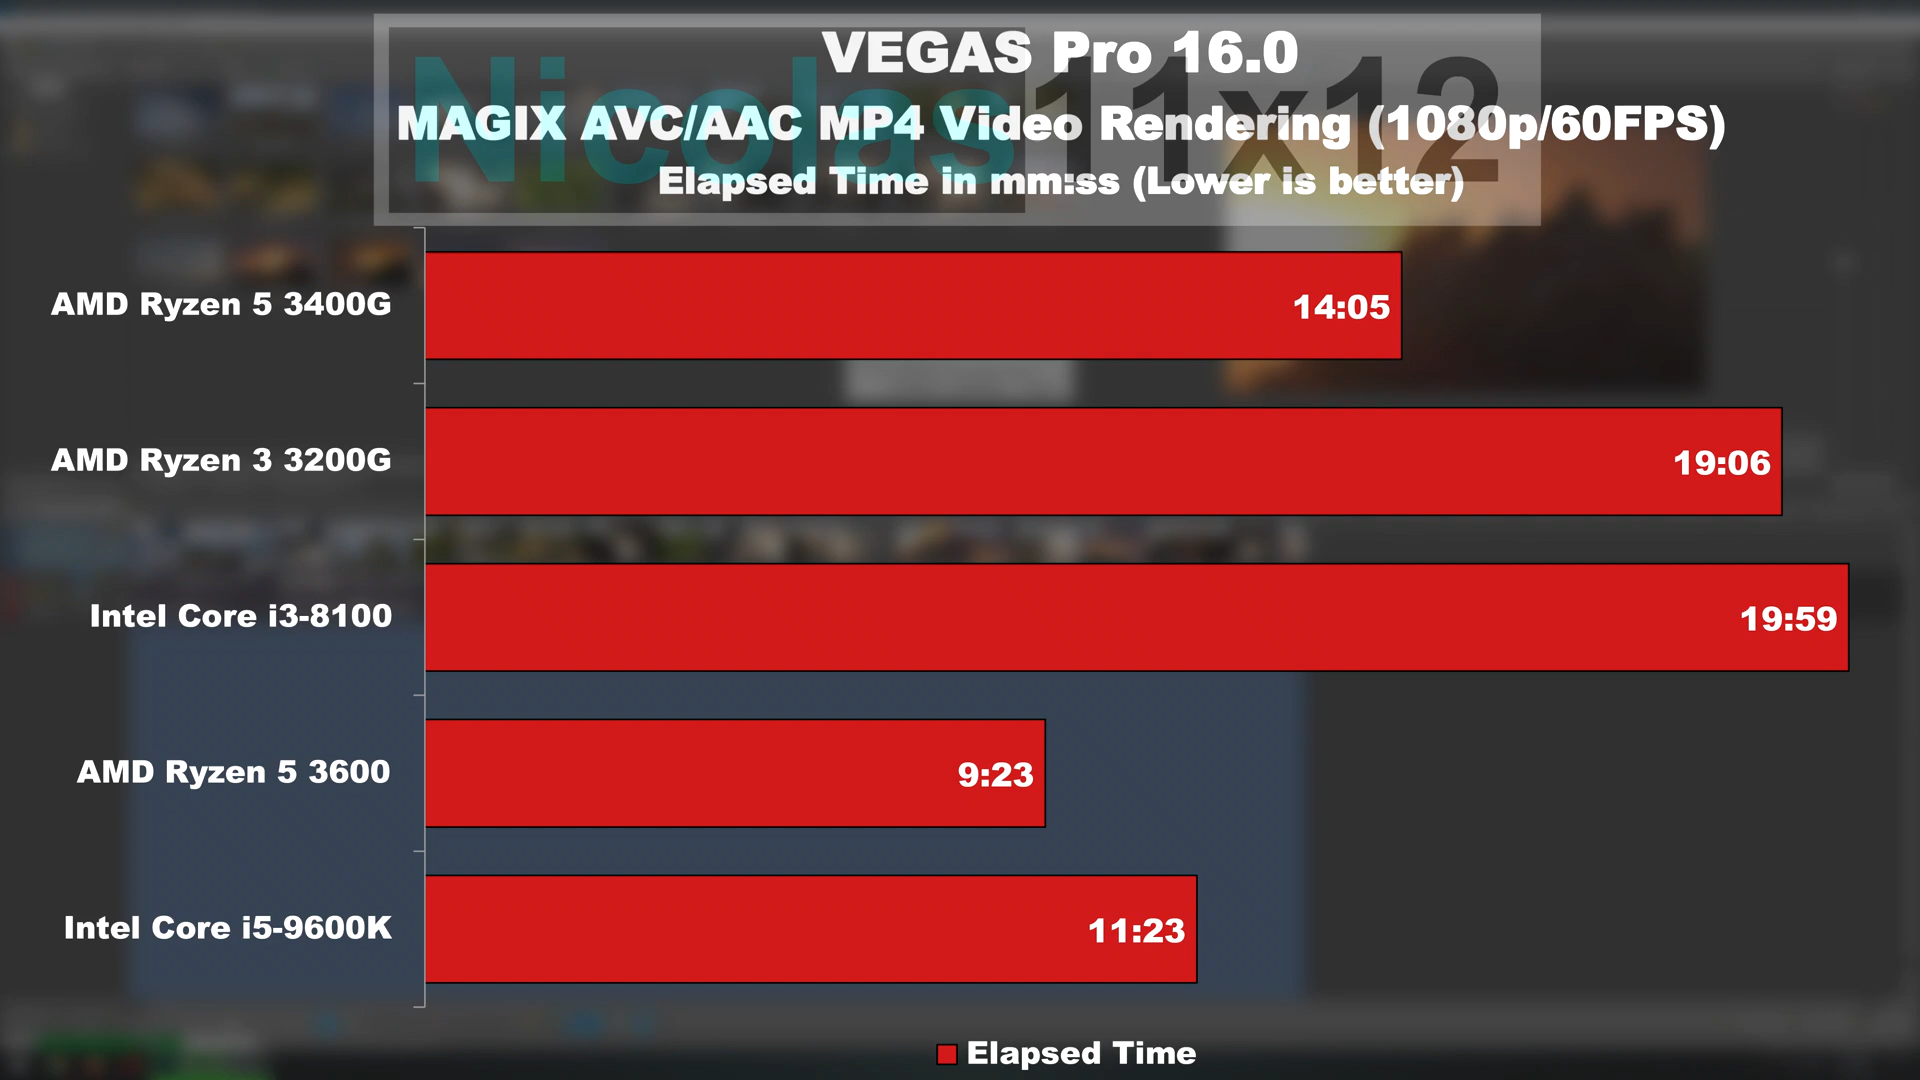 VEGAS Pro 16.0
Nicolas11x12
MAGIX AVC/AAC MP4 Video Rendering (1080p/60FPS)
Elapsed Time in mm:ss (Lower is better)
AMD Ryzen 5 3400G
14:05
AMD Ryzen 3 3200G
19:06
Intel Core i3-8100
19:59
AMD Ryzen 5 3600
9:23
Intel Core i5-9600K
11:23
Elapsed Time